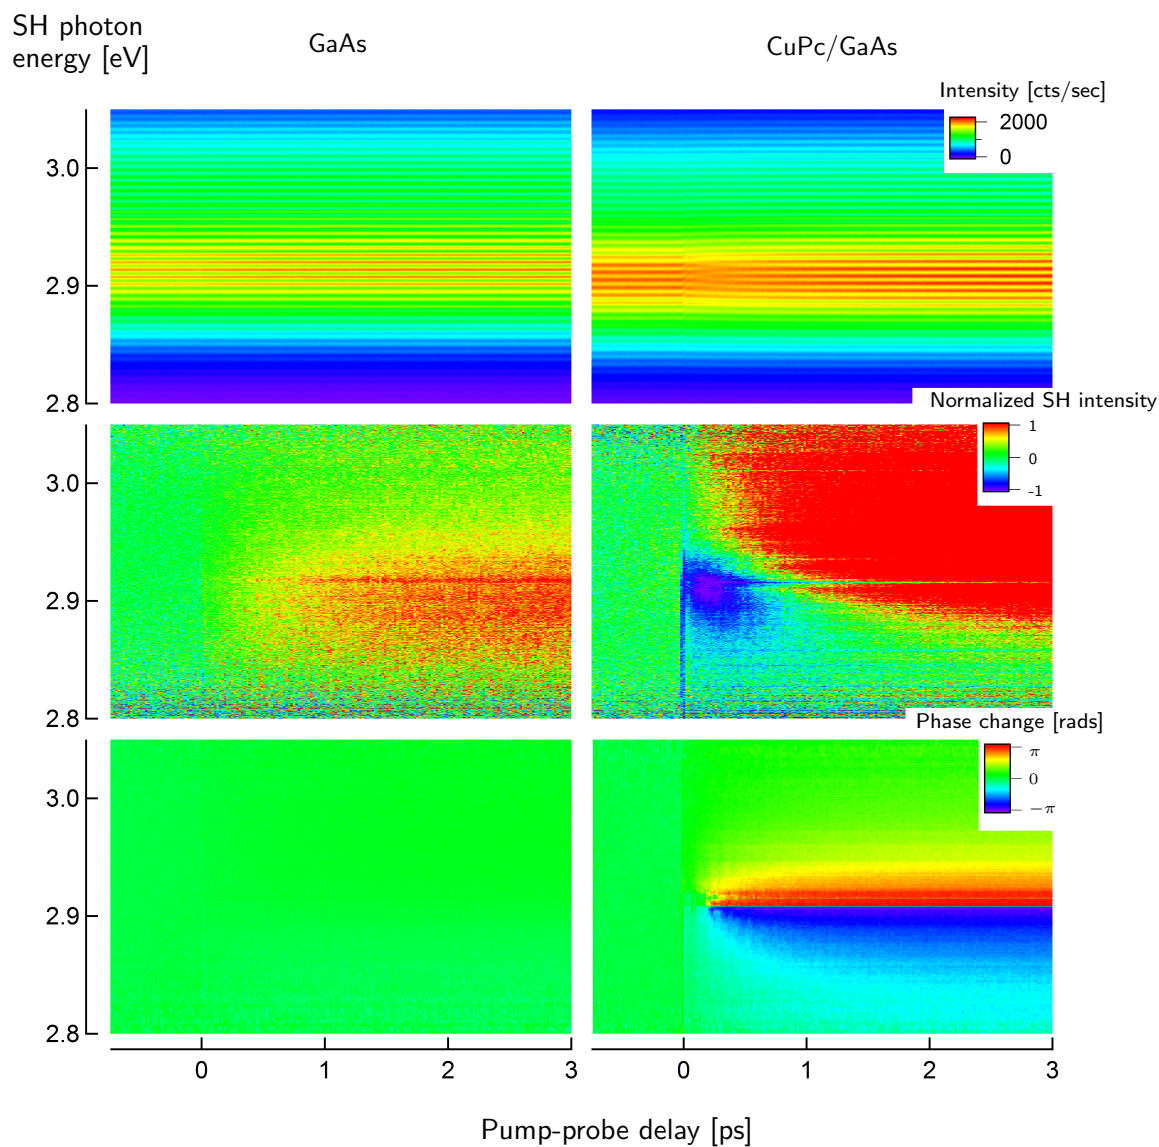 SH photon
energy [eV]
GaAs
CuPc/GaAs
Intensity [cts/sec]
2000
0
3.0
2.9
2.8
Normalized SH intensity
1
0
-1
3.0
2.9
2.8
Phase change [rads]
π
0
−π
3.0
2.9
2.8
0 1 2 3
0 1 2 3
Pump-probe delay [ps]